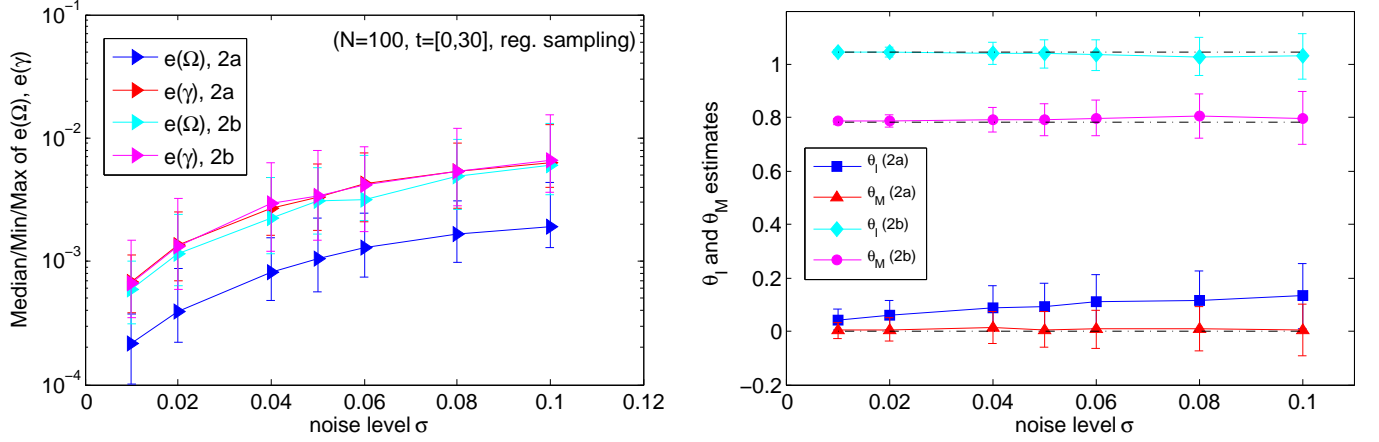 (N=100, t=[0,30], reg. sampling)
Median/Min/Max of e(Ω), e(γ)
10⁻¹
10⁻²
10⁻³
10⁻⁴
e(Ω), 2a
e(γ), 2a
e(Ω), 2b
e(γ), 2b
0 0.02 0.04 0.06 0.08 0.1 0.12
noise level σ
θ_I and θ_M estimates
1
0.8
0.6
0.4
0.2
0
−0.2
θ_I (2a)
θ_M (2a)
θ_I (2b)
θ_M (2b)
0 0.02 0.04 0.06 0.08 0.1
noise level σ